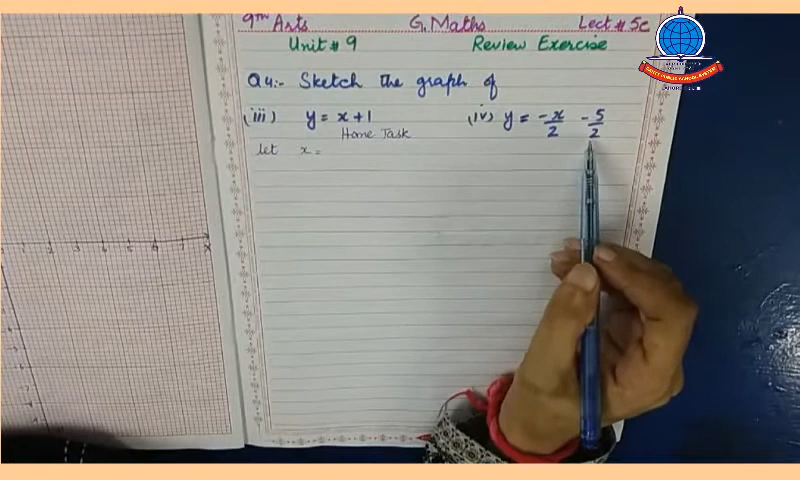 9th Arts G. Maths Lect # 5c
Unit # 9 Review Exercise
Q4:- Sketch the graph of
(iii) y = x + 1 (iv) y = -x/2 - 5/2
Home Task
let x =